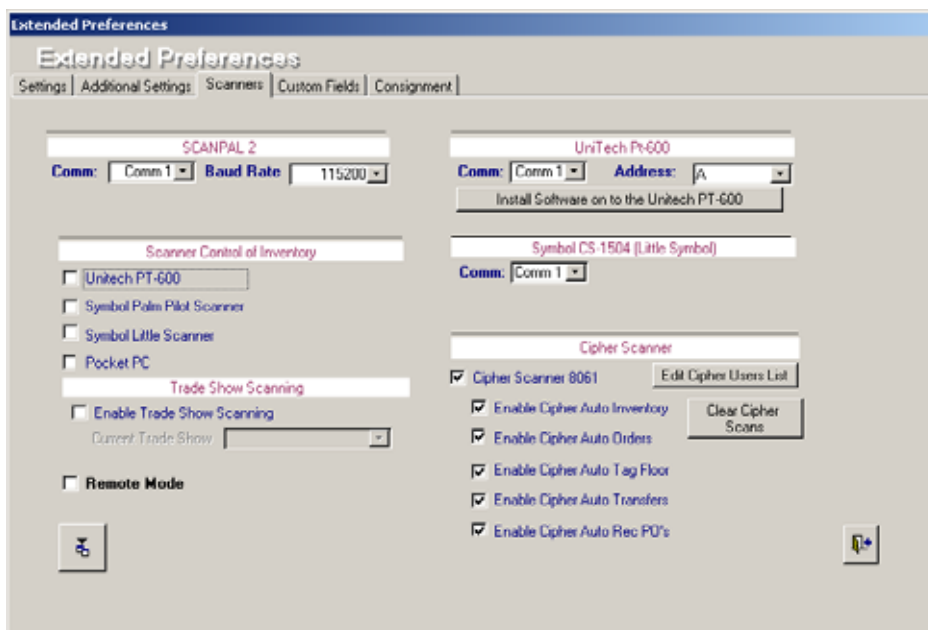 Extended Preferences
Extended Preferences
Settings Additional Settings Scanners Custom Fields Consignment
SCANPAL 2
Comm: Comm 1 Baud Rate 115200
UniTech Pt-600
Comm: Comm 1 Address: A
Install Software on to the Unitech PT-600
Scanner Control of Inventory
Unitech PT-600
Symbol Palm Pilot Scanner
Symbol Little Scanner
Pocket PC
Symbol CS-1504 (Little Symbol)
Comm: Comm 1
Trade Show Scanning
Enable Trade Show Scanning
Current Trade Show
Remote Mode
Cipher Scanner
Cipher Scanner 8061 Edit Cipher Users List
Enable Cipher Auto Inventory
Clear Cipher
Scans
Enable Cipher Auto Orders
Enable Cipher Auto Tag Floor
Enable Cipher Auto Transfers
Enable Cipher Auto Rec PO's